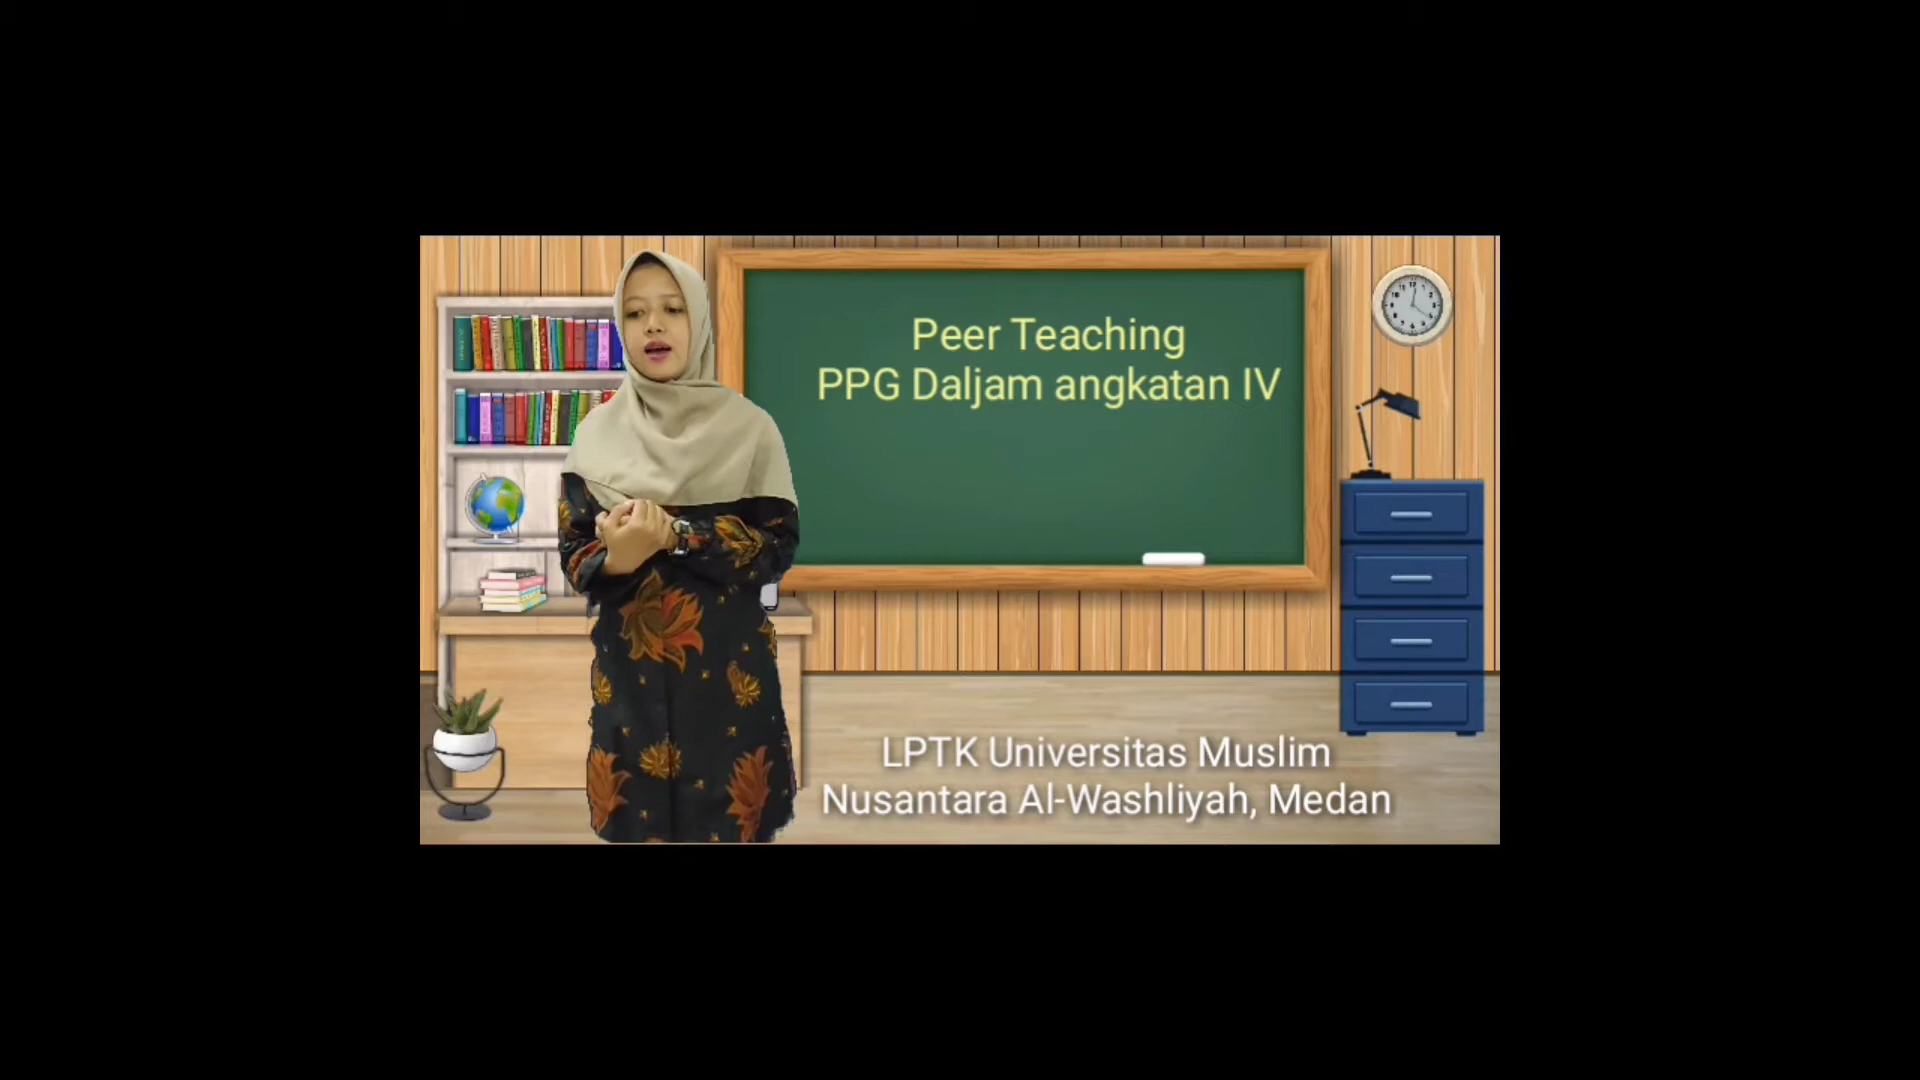 Peer Teaching
PPG Daljam angkatan IV
LPTK Universitas Muslim
Nusantara Al-Washliyah, Medan